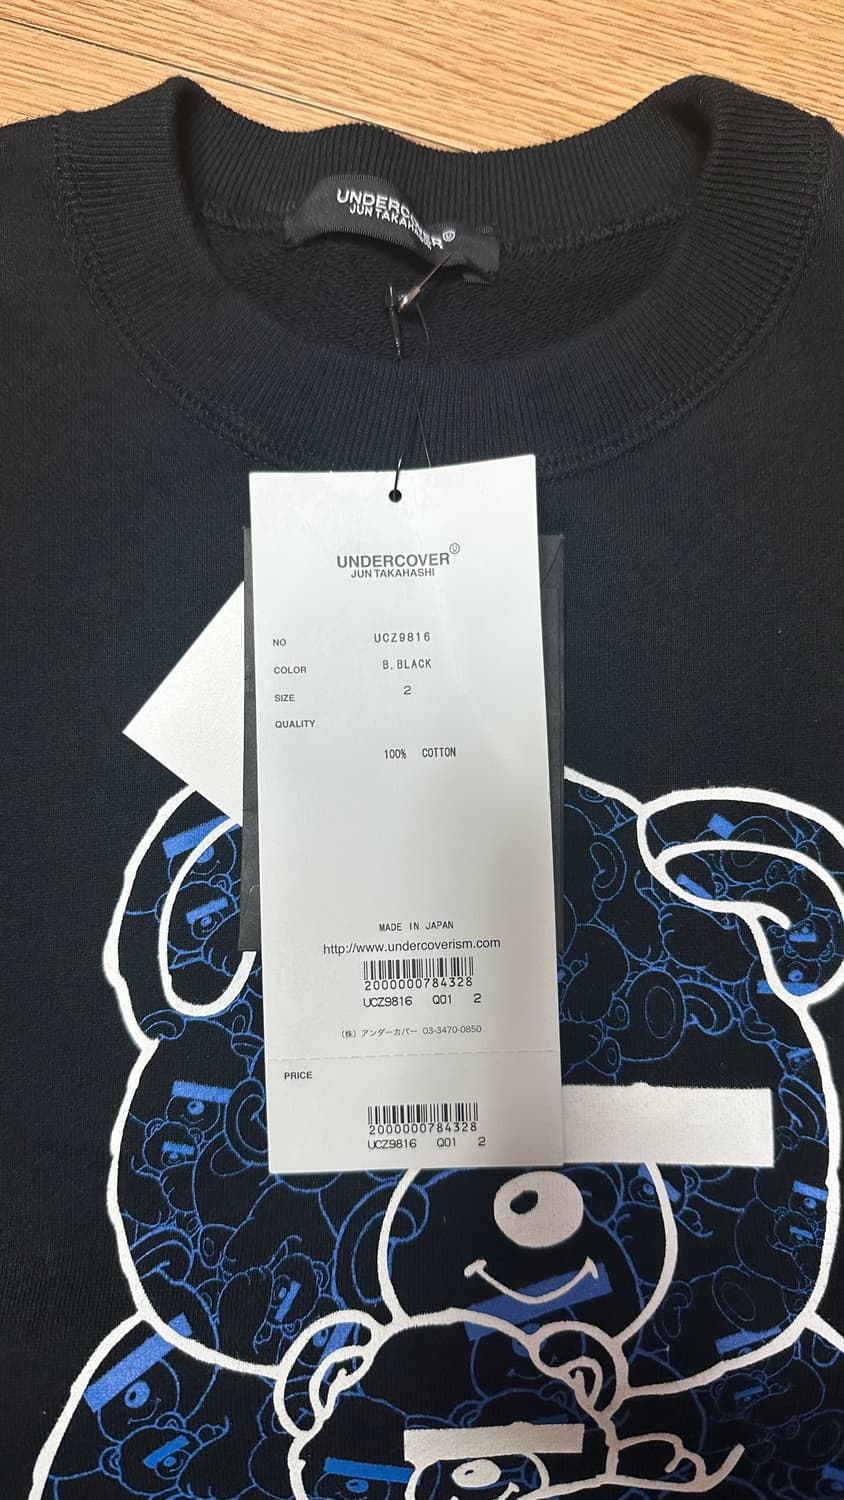 UNDERCOVER
JUN TAKAHASHI
UNDERCOVER
JUN TAKAHASHI
NO UCZ9816
COLOR B.BLACK
SIZE 2
QUALITY
100% COTTON
MADE IN JAPAN
http://www.undercoverism.com
2000000784328
UCZ9816 Q01 2
(株) アンダーカバー 03-3470-0850
PRICE
2000000784328
UCZ9816 Q01 2